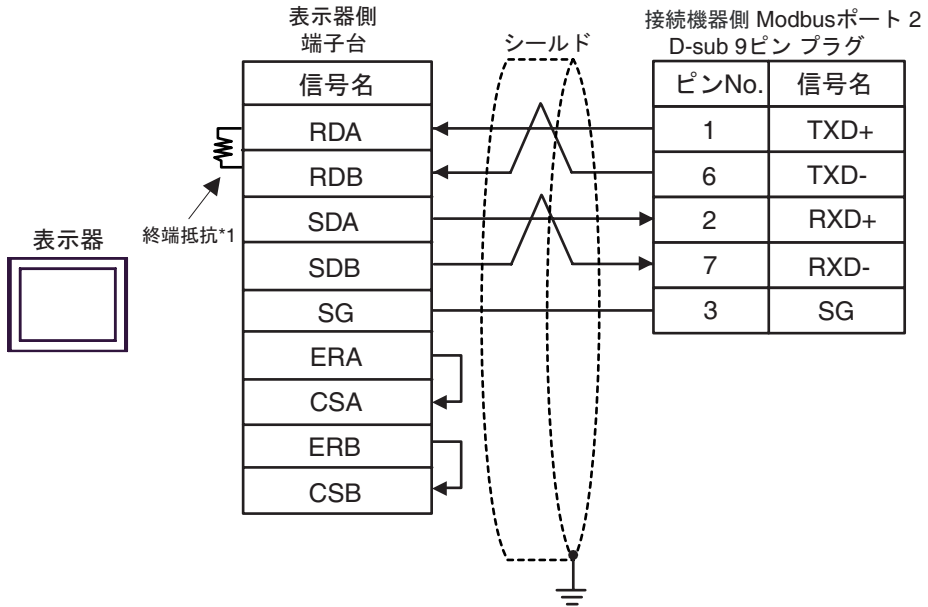 表示器側
端子台
シールド
接続機器側 Modbusポート 2
D-sub 9ピン プラグ
信号名
RDA
RDB
SDA
SDB
SG
ERA
CSA
ERB
CSB
ピンNo. 信号名
1 TXD+
6 TXD-
2 RXD+
7 RXD-
3 SG
終端抵抗*1
表示器